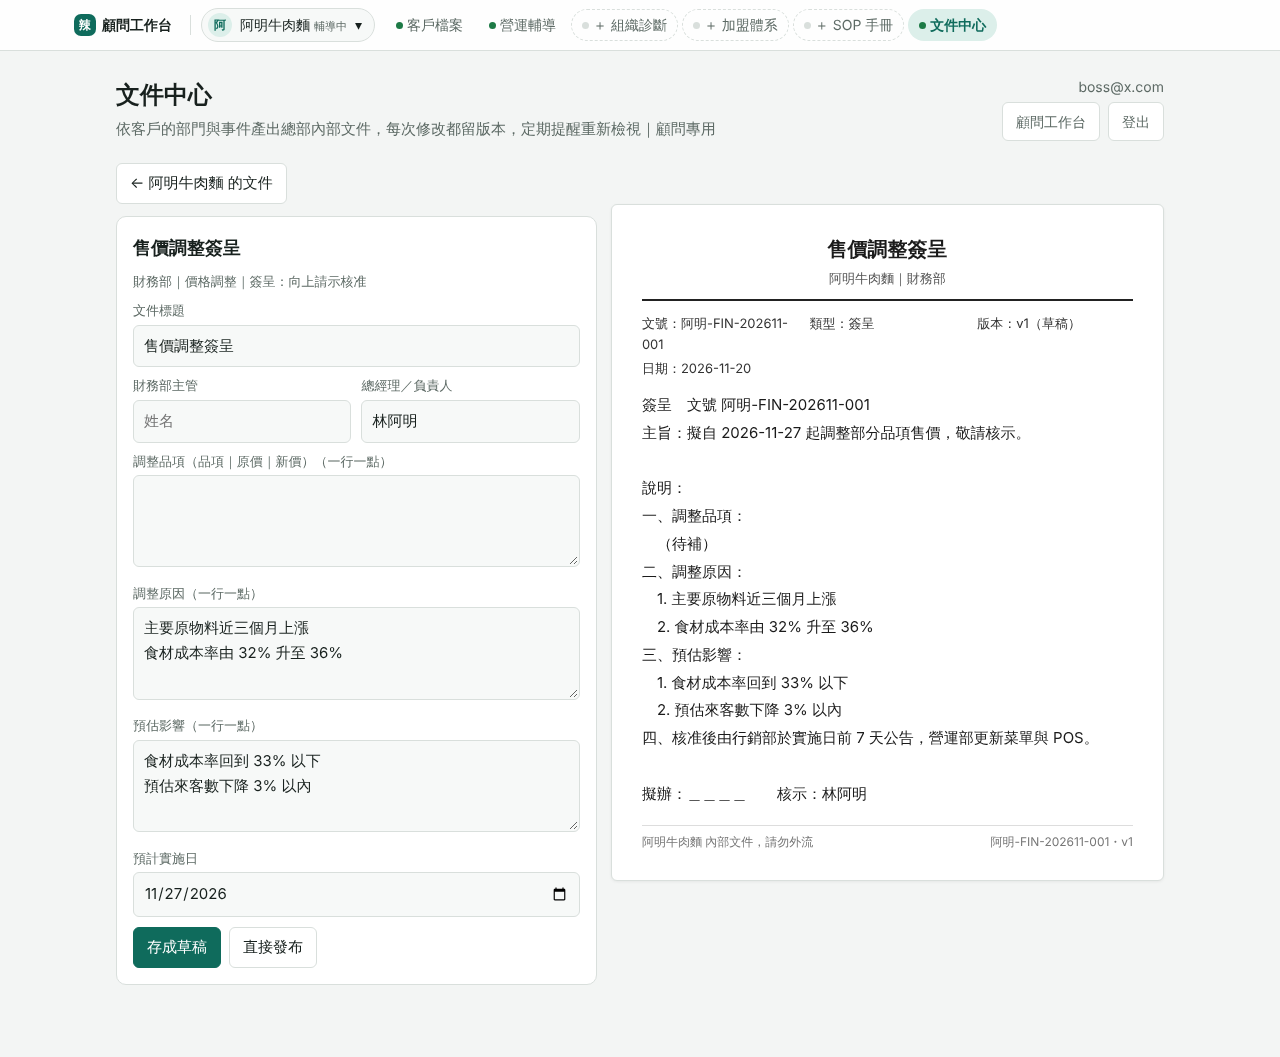 辣 顧問工作台 阿 阿明牛肉麵 輔導中 ▾ 客戶檔案 營運輔導 ＋ 組織診斷 ＋ 加盟體系 ＋ SOP 手冊 文件中心
文件中心
依客戶的部門與事件產出總部內部文件，每次修改都留版本，定期提醒重新檢視｜顧問專用
boss@x.com
顧問工作台 登出
← 阿明牛肉麵 的文件
售價調整簽呈
財務部｜價格調整｜簽呈：向上請示核准
文件標題
售價調整簽呈
財務部主管 總經理／負責人
姓名 林阿明
調整品項（品項｜原價｜新價）（一行一點）
調整原因（一行一點）
主要原物料近三個月上漲
食材成本率由 32% 升至 36%
預估影響（一行一點）
食材成本率回到 33% 以下
預估來客數下降 3% 以內
預計實施日
11/27/2026
存成草稿 直接發布
售價調整簽呈
阿明牛肉麵｜財務部
文號：阿明-FIN-202611-
001
類型：簽呈 版本：v1（草稿）
日期：2026-11-20
簽呈　文號 阿明-FIN-202611-001
主旨：擬自 2026-11-27 起調整部分品項售價，敬請核示。
說明：
一、調整品項：
（待補）
二、調整原因：
1. 主要原物料近三個月上漲
2. 食材成本率由 32% 升至 36%
三、預估影響：
1. 食材成本率回到 33% 以下
2. 預估來客數下降 3% 以內
四、核准後由行銷部於實施日前 7 天公告，營運部更新菜單與 POS。
擬辦：＿＿＿＿　　核示：林阿明
阿明牛肉麵 內部文件，請勿外流 阿明-FIN-202611-001・v1